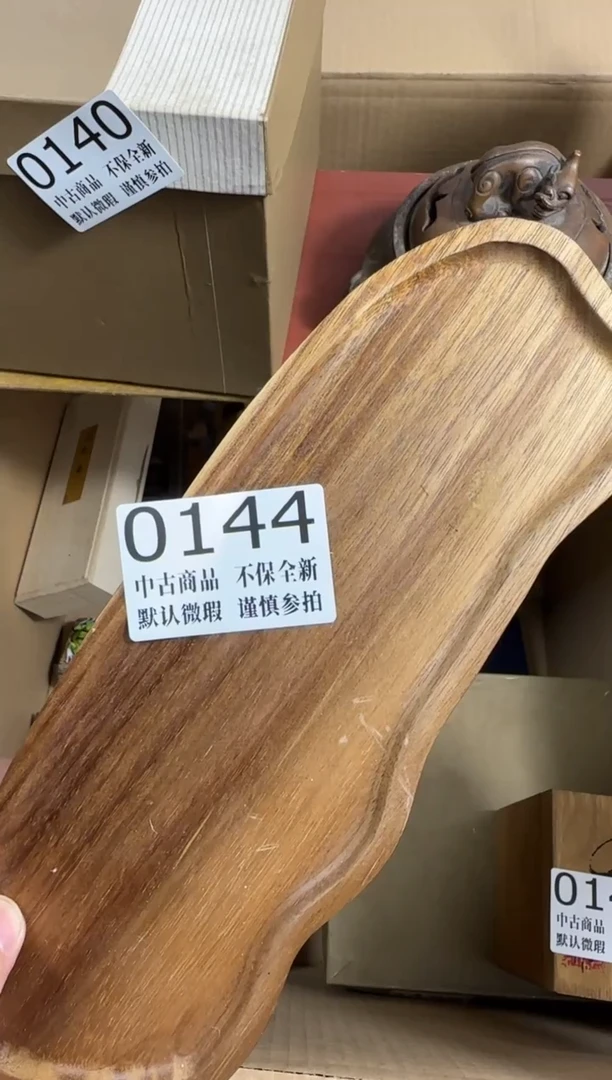 0140
中古商品 不保全新
默认微瑕 谨慎参拍
0144
中古商品 不保全新
默认微瑕 谨慎参拍
中古商品
默认微瑕